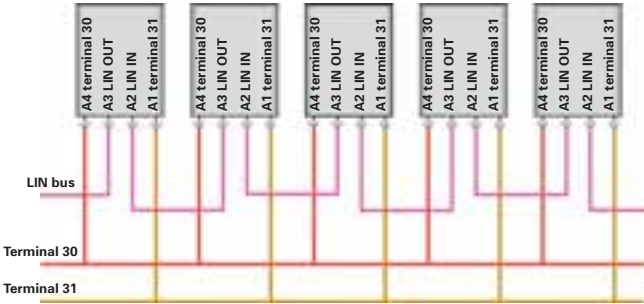 A4 terminal 30
A3 LIN OUT
A2 LIN IN
A1 terminal 31
A4 terminal 30
A3 LIN OUT
A2 LIN IN
A1 terminal 31
A4 terminal 30
A3 LIN OUT
A2 LIN IN
A1 terminal 31
A4 terminal 30
A3 LIN OUT
A2 LIN IN
A1 terminal 31
A4 terminal 30
A3 LIN OUT
A2 LIN IN
A1 terminal 31
LIN bus
Terminal 30
Terminal 31